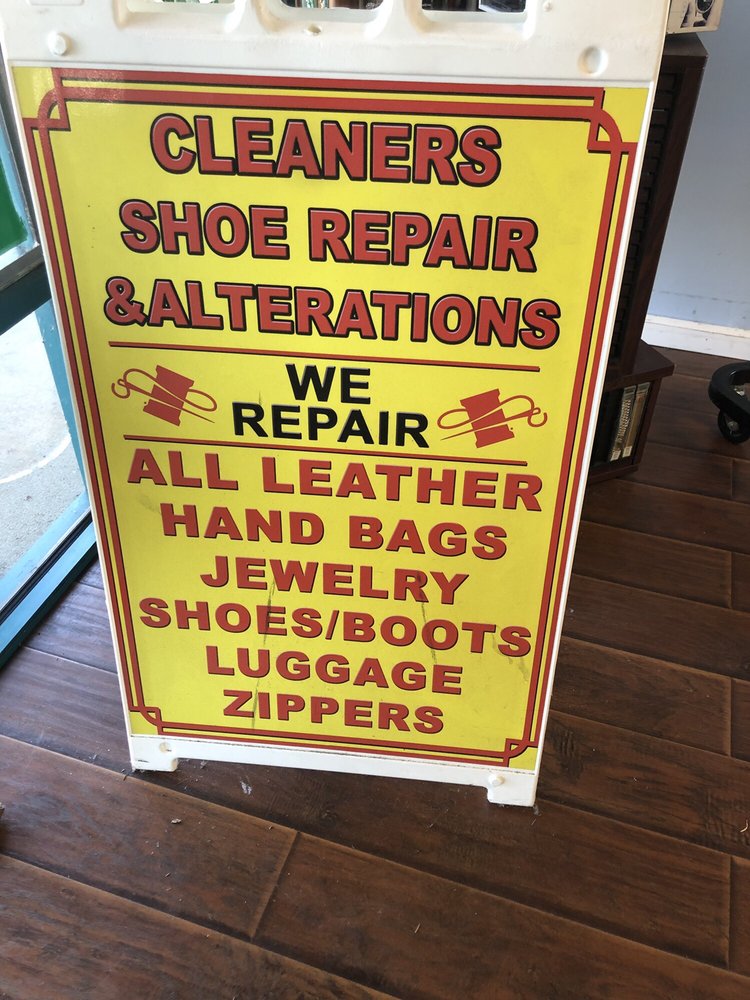 CLEANERS
SHOE REPAIR
&ALTERATIONS
WE
REPAIR
ALL LEATHER
HAND BAGS
JEWELRY
SHOES/BOOTS
LUGGAGE
ZIPPERS